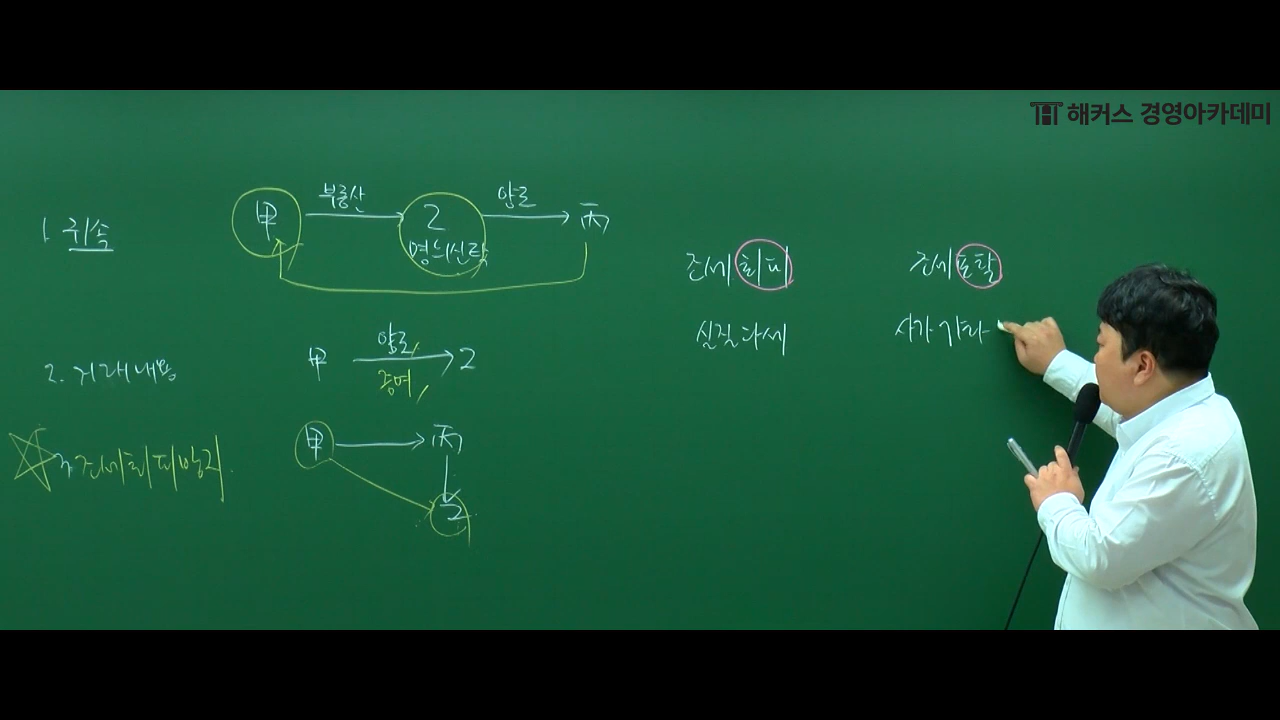 해커스 경영아카데미
1. 귀속
甲 부동산 乙 양도 丙
명의신탁
2. 거래내용
甲 양도 乙
증여
3. 조세회피방지
甲 丙
乙
조세회피 조세포탈
실질과세 사기 기타